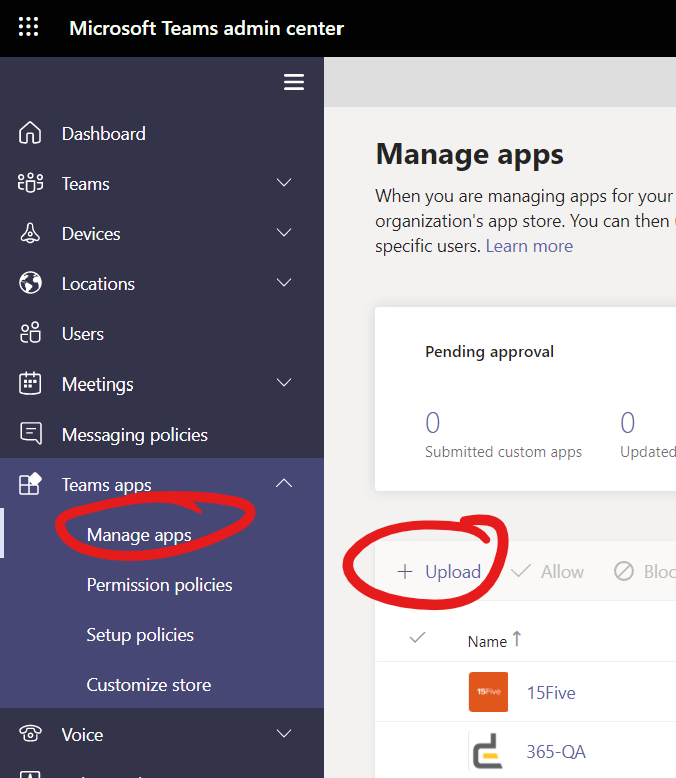 Microsoft Teams admin center
Dashboard
Teams
Devices
Locations
Users
Meetings
Messaging policies
Teams apps
Manage apps
Permission policies
Setup policies
Customize store
Voice
Manage apps
When you are managing apps for your
organization's app store. You can then
specific users. Learn more
Pending approval
0
0
Submitted custom apps
Updated
+ Upload
Allow
Bloc
Name ↑
15Five
15Five
365-QA